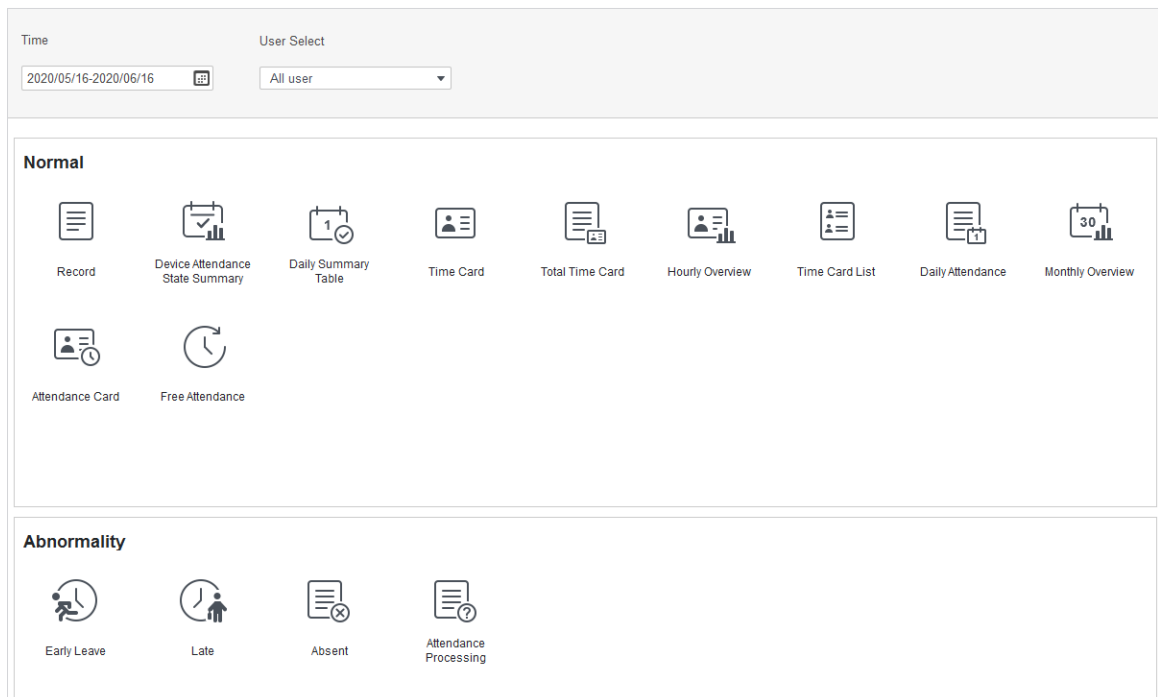 Time
User Select
2020/05/16-2020/06/16
All user
Normal
1
30
Record
Device Attendance
State Summary
Daily Summary
Table
Time Card
Total Time Card
Hourly Overview
Time Card List
Daily Attendance
1
Monthly Overview
Attendance Card
Free Attendance
Abnormality
?
Early Leave
Late
Absent
Attendance
Processing